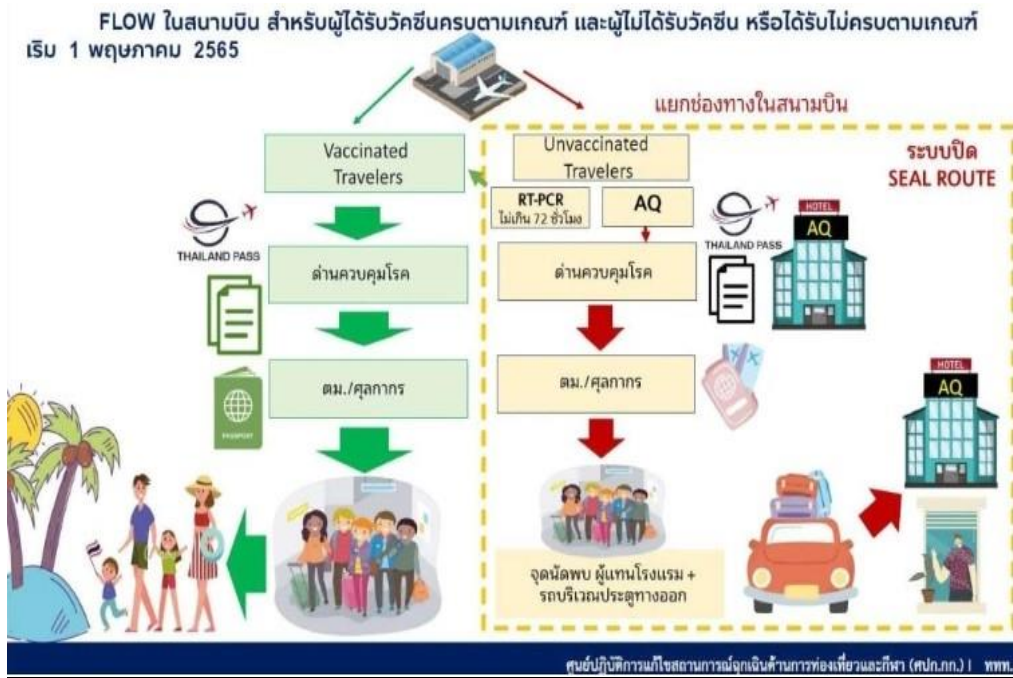 FLOW ในสนามบิน สำหรับผู้ได้รับวัคซีนครบตามเกณฑ์ และผู้ไม่ได้รับวัคซีน หรือได้รับไม่ครบตามเกณฑ์
เริ่ม 1 พฤษภาคม 2565
แยกช่องทางในสนามบิน
Vaccinated
Travelers
Unvaccinated
Travelers
ระบบปิด
SEAL ROUTE
RT-PCR
ไม่เกิน 72 ชั่วโมง
AQ
THAILAND PASS
THAILAND PASS
HOTEL
AQ
ด่านควบคุมโรค
ด่านควบคุมโรค
ตม./ศุลกากร
ตม./ศุลกากร
PASSPORT
HOTEL
AQ
จุดนัดพบ ผู้แทนโรงแรม +
รถบริเวณประตูทางออก
ศูนย์ปฏิบัติการแก้ไขสถานการณ์ฉุกเฉินด้านการท่องเที่ยวและกีฬา (ศปก.กก.) | ททท.